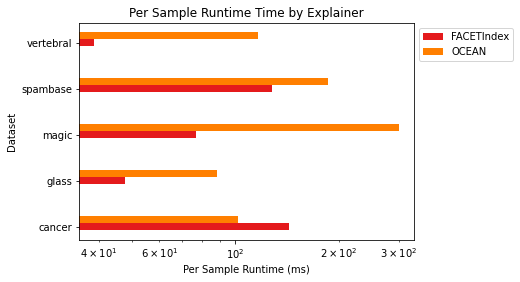 Per Sample Runtime Time by Explainer
FACETIndex
OCEAN
Dataset
vertebral
spambase
magic
glass
cancer
4 × 10¹
6 × 10¹
10²
2 × 10²
3 × 10²
Per Sample Runtime (ms)